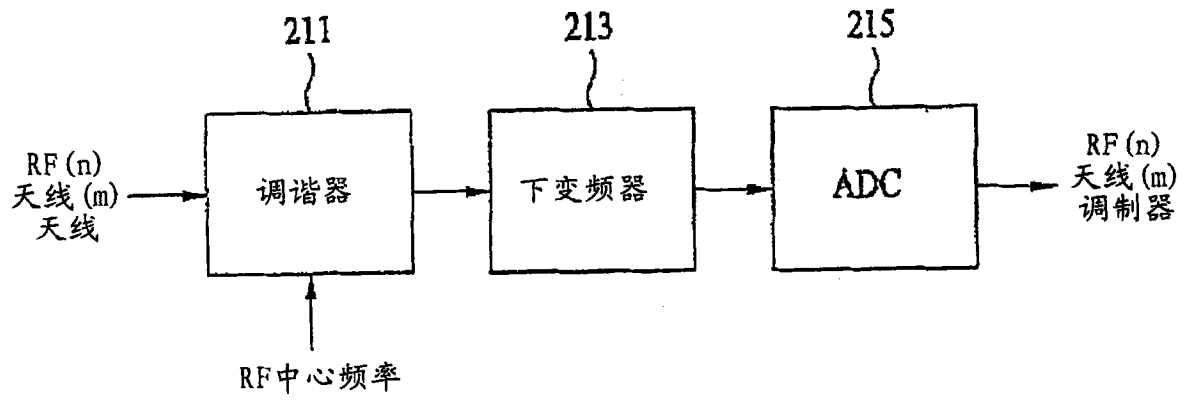 211
213
215
RF(n)
天线(m)
天线
调谐器
下变频器
ADC
RF(n)
天线(m)
调制器
RF中心频率